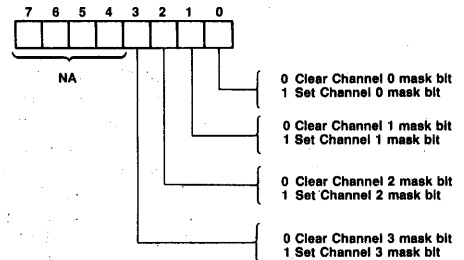 7 6 5 4 3 2 1 0
NA
0 Clear Channel 0 mask bit
1 Set Channel 0 mask bit
0 Clear Channel 1 mask bit
1 Set Channel 1 mask bit
0 Clear Channel 2 mask bit
1 Set Channel 2 mask bit
0 Clear Channel 3 mask bit
1 Set Channel 3 mask bit